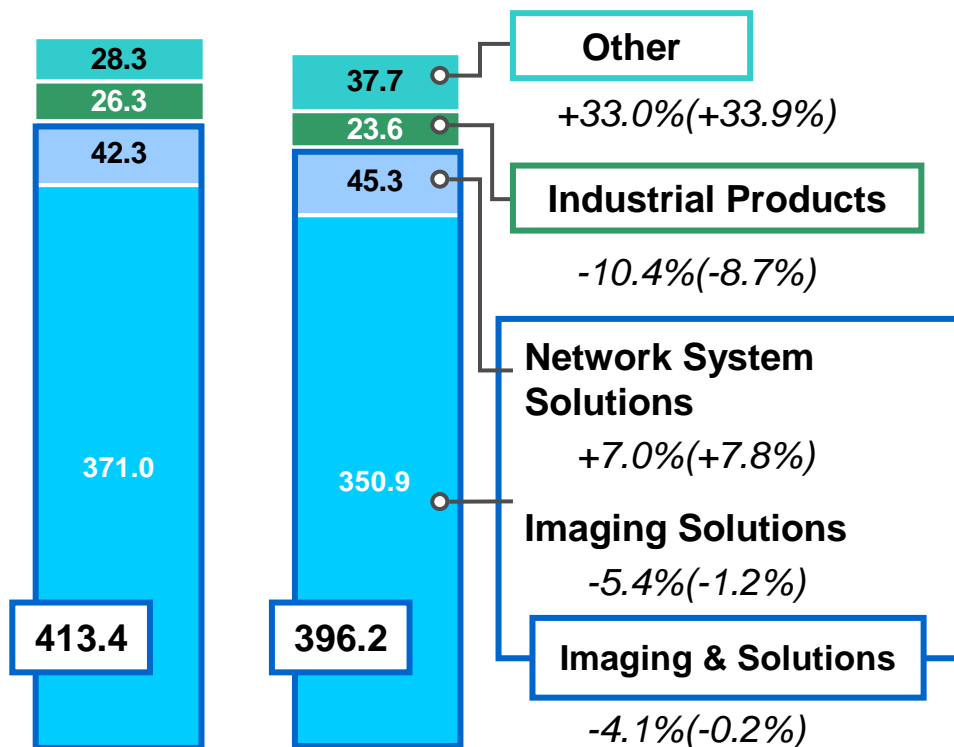 28.3
26.3
42.3
371.0
413.4
37.7
23.6
45.3
350.9
396.2
Other
+33.0%(+33.9%)
Industrial Products
-10.4%(-8.7%)
Network System
Solutions
+7.0%(+7.8%)
Imaging Solutions
-5.4%(-1.2%)
Imaging & Solutions
-4.1%(-0.2%)